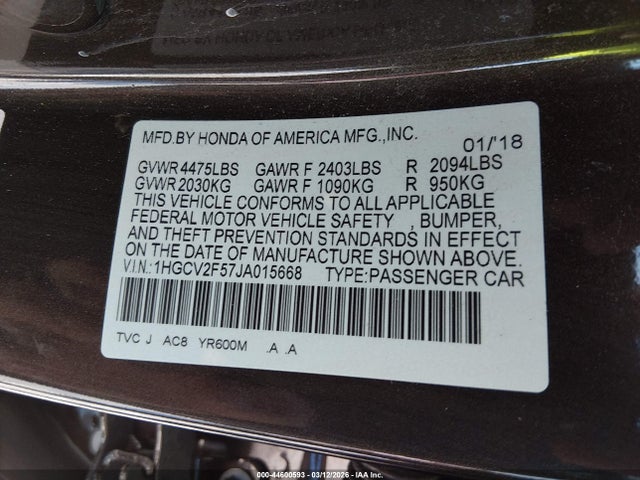 MFD.BY HONDA OF AMERICA MFG.,INC. 01/'18
GVWR 4475LBS GAWR F 2403LBS R 2094LBS
GVWR 2030KG GAWR F 1090KG R 950KG
THIS VEHICLE CONFORMS TO ALL APPLICABLE
FEDERAL MOTOR VEHICLE SAFETY , BUMPER,
AND THEFT PREVENTION STANDARDS IN EFFECT
ON THE DATE OF MANUFACTURE SHOWN ABOVE.
V.I.N.: 1HGCV2F57JA015668 TYPE:PASSENGER CAR
TVC J AC8 YR600M .A .A
000-44600593 - 03/12/2026 - IAA Inc.